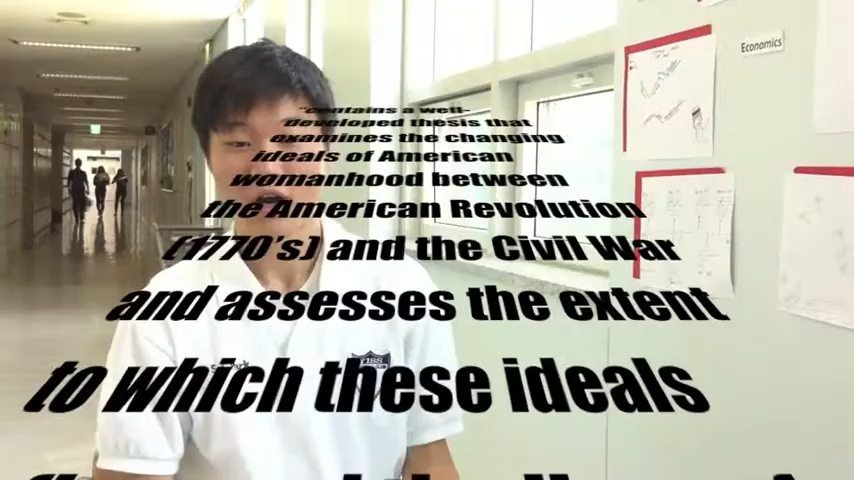 Economics
"contains a well-
developed thesis that
examines the changing
ideals of American
womanhood between
the American Revolution
(1770's) and the Civil War
and assesses the extent
to which these ideals